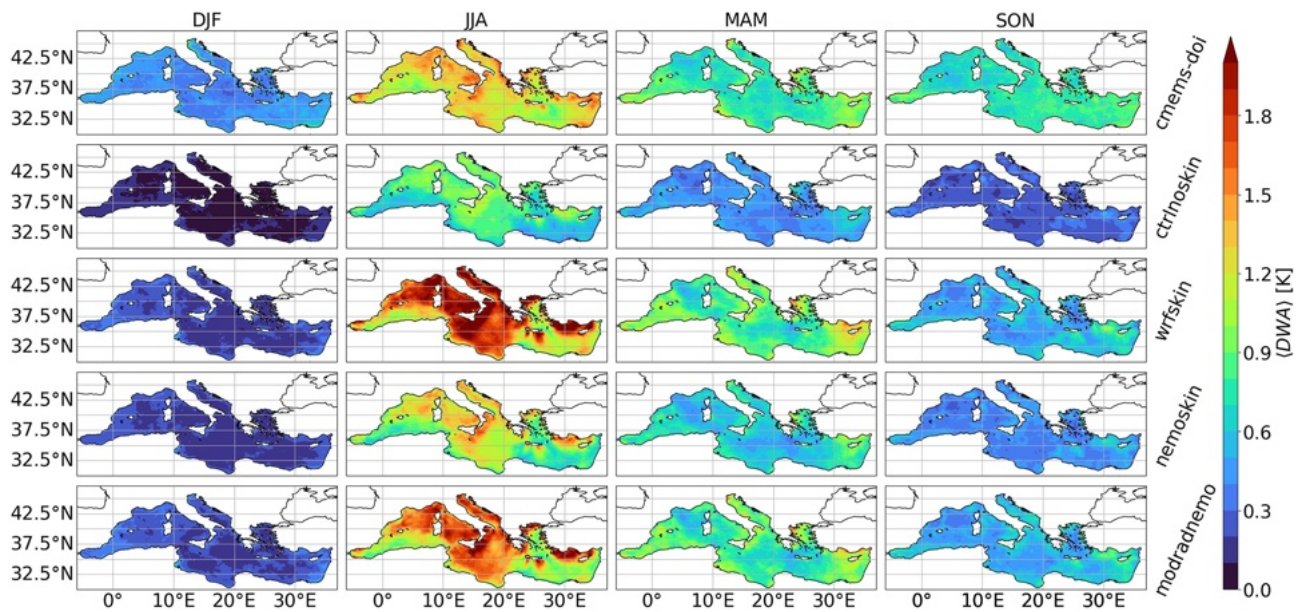 DJF JJA MAM SON
42.5°N
37.5°N
32.5°N
cmems-doi
42.5°N
37.5°N
32.5°N
ctrlnoskin
42.5°N
37.5°N
32.5°N
wrfskin
42.5°N
37.5°N
32.5°N
nemoskin
42.5°N
37.5°N
32.5°N
modradnemo
0° 10°E 20°E 30°E 0° 10°E 20°E 30°E 0° 10°E 20°E 30°E 0° 10°E 20°E 30°E
1.8
1.5
1.2
0.9
0.6
0.3
0.0
⟨DWA⟩ [K]